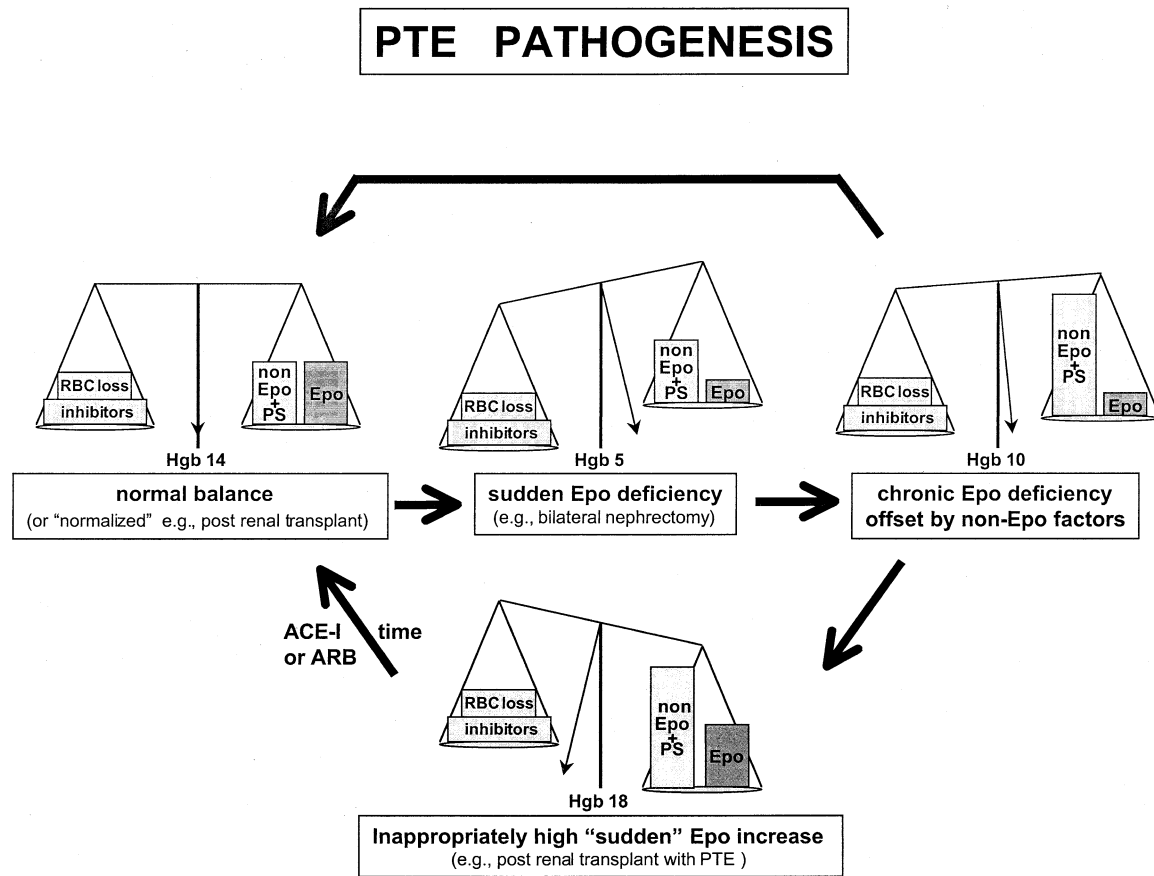 PTE PATHOGENESIS
RBC loss
inhibitors
non
Epo
+
PS
Epo
Hgb 14
normal balance
(or “normalized” e.g., post renal transplant)
RBC loss
inhibitors
non
Epo
+
PS
Epo
Hgb 5
sudden Epo deficiency
(e.g., bilateral nephrectomy)
RBC loss
inhibitors
non
Epo
+
PS
Epo
Hgb 10
chronic Epo deficiency
offset by non-Epo factors
ACE-I time
or ARB
RBC loss
inhibitors
non
Epo
+
PS
Epo
Hgb 18
Inappropriately high “sudden” Epo increase
(e.g., post renal transplant with PTE )